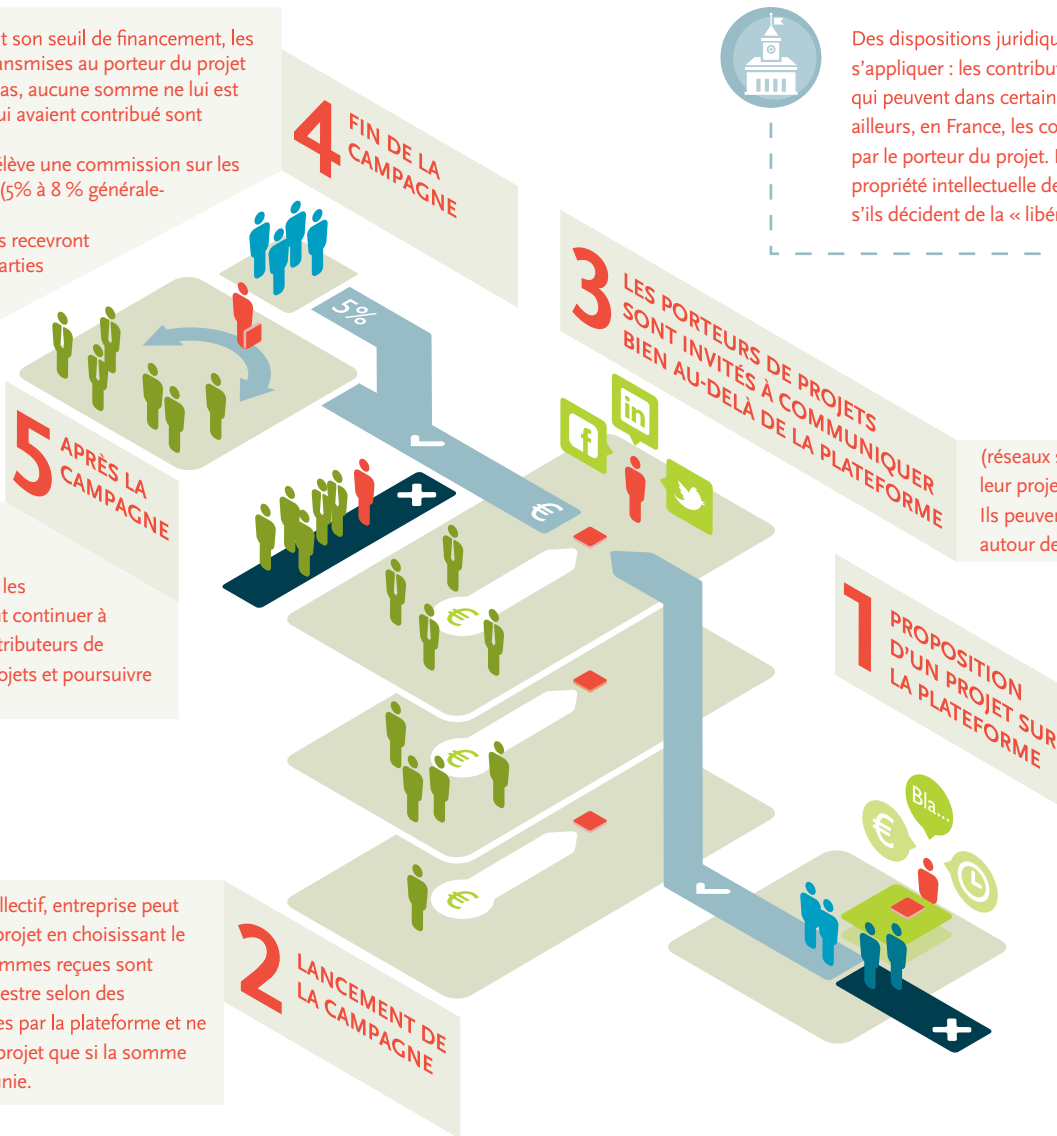 t son seuil de financement, les
ansmises au porteur du projet
as, aucune somme ne lui est
ui avaient contribué sont
élève une commission sur les
(5% à 8 % générale-
s recevront
arties
4 FIN DE LA
CAMPAGNE
Des dispositions juridiqu
s’appliquer : les contribut
qui peuvent dans certain
ailleurs, en France, les co
par le porteur du projet.
propriété intellectuelle de
s’ils décident de la « libér
3 LES PORTEURS DE PROJETS
SONT INVITÉS À COMMUNIQUER
BIEN AU-DELÀ DE LA PLATEFORME
(réseaux s
leur proje
Ils peuver
autour de
5%
€
f
in
5 APRÈS LA
CAMPAGNE
les
nt continuer à
tributeurs de
ojets et poursuivre
€
€
€
1 PROPOSITION
D’UN PROJET SUR
LA PLATEFORME
Bla...
€
llectif, entreprise peut
projet en choisissant le
mmes reçues sont
estre selon des
es par la plateforme et ne
projet que si la somme
nie.
2 LANCEMENT DE
LA CAMPAGNE